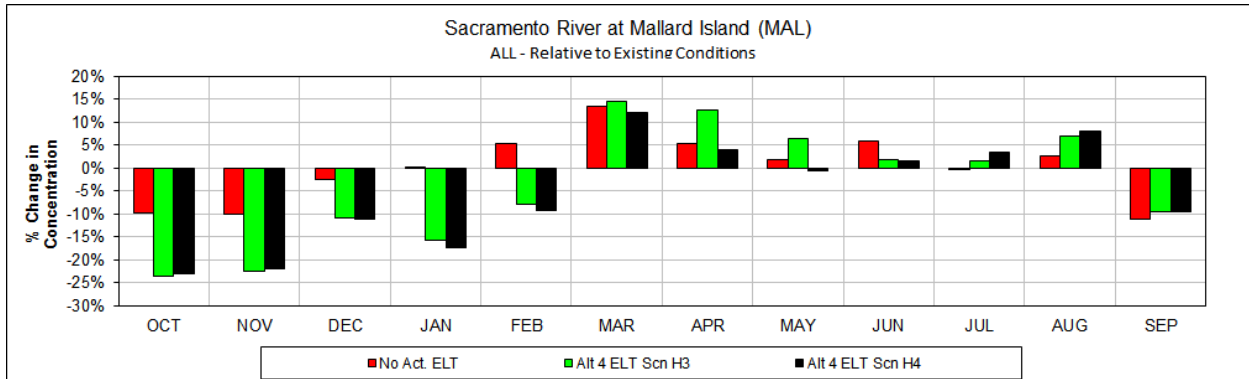 Sacramento River at Mallard Island (MAL)
ALL - Relative to Existing Conditions
% Change in
Concentration
20%
15%
10%
5%
0%
-5%
-10%
-15%
-20%
-25%
-30%
OCT NOV DEC JAN FEB MAR APR MAY JUN JUL AUG SEP
No Act. ELT Alt 4 ELT Scn H3 Alt 4 ELT Scn H4